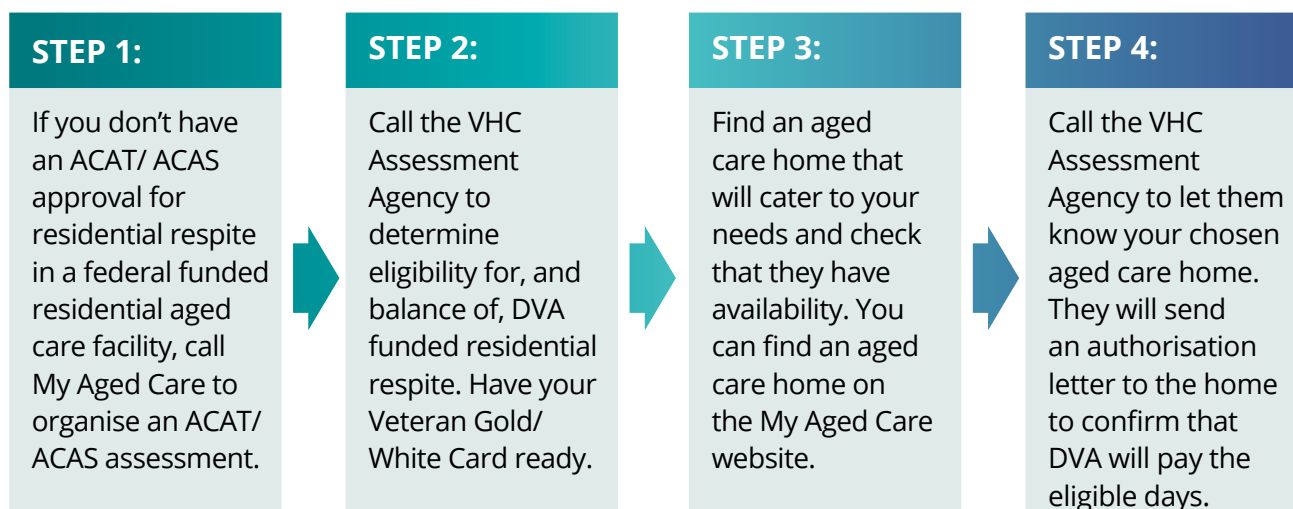 STEP 1:
If you don’t have
an ACAT/ ACAS
approval for
residential respite
in a federal funded
residential aged
care facility, call
My Aged Care to
organise an ACAT/
ACAS assessment.
STEP 2:
Call the VHC
Assessment
Agency to
determine
eligibility for, and
balance of, DVA
funded residential
respite. Have your
Veteran Gold/
White Card ready.
STEP 3:
Find an aged
care home that
will cater to your
needs and check
that they have
availability. You
can find an aged
care home on
the My Aged Care
website.
STEP 4:
Call the VHC
Assessment
Agency to let them
know your chosen
aged care home.
They will send
an authorisation
letter to the home
to confirm that
DVA will pay the
eligible days.